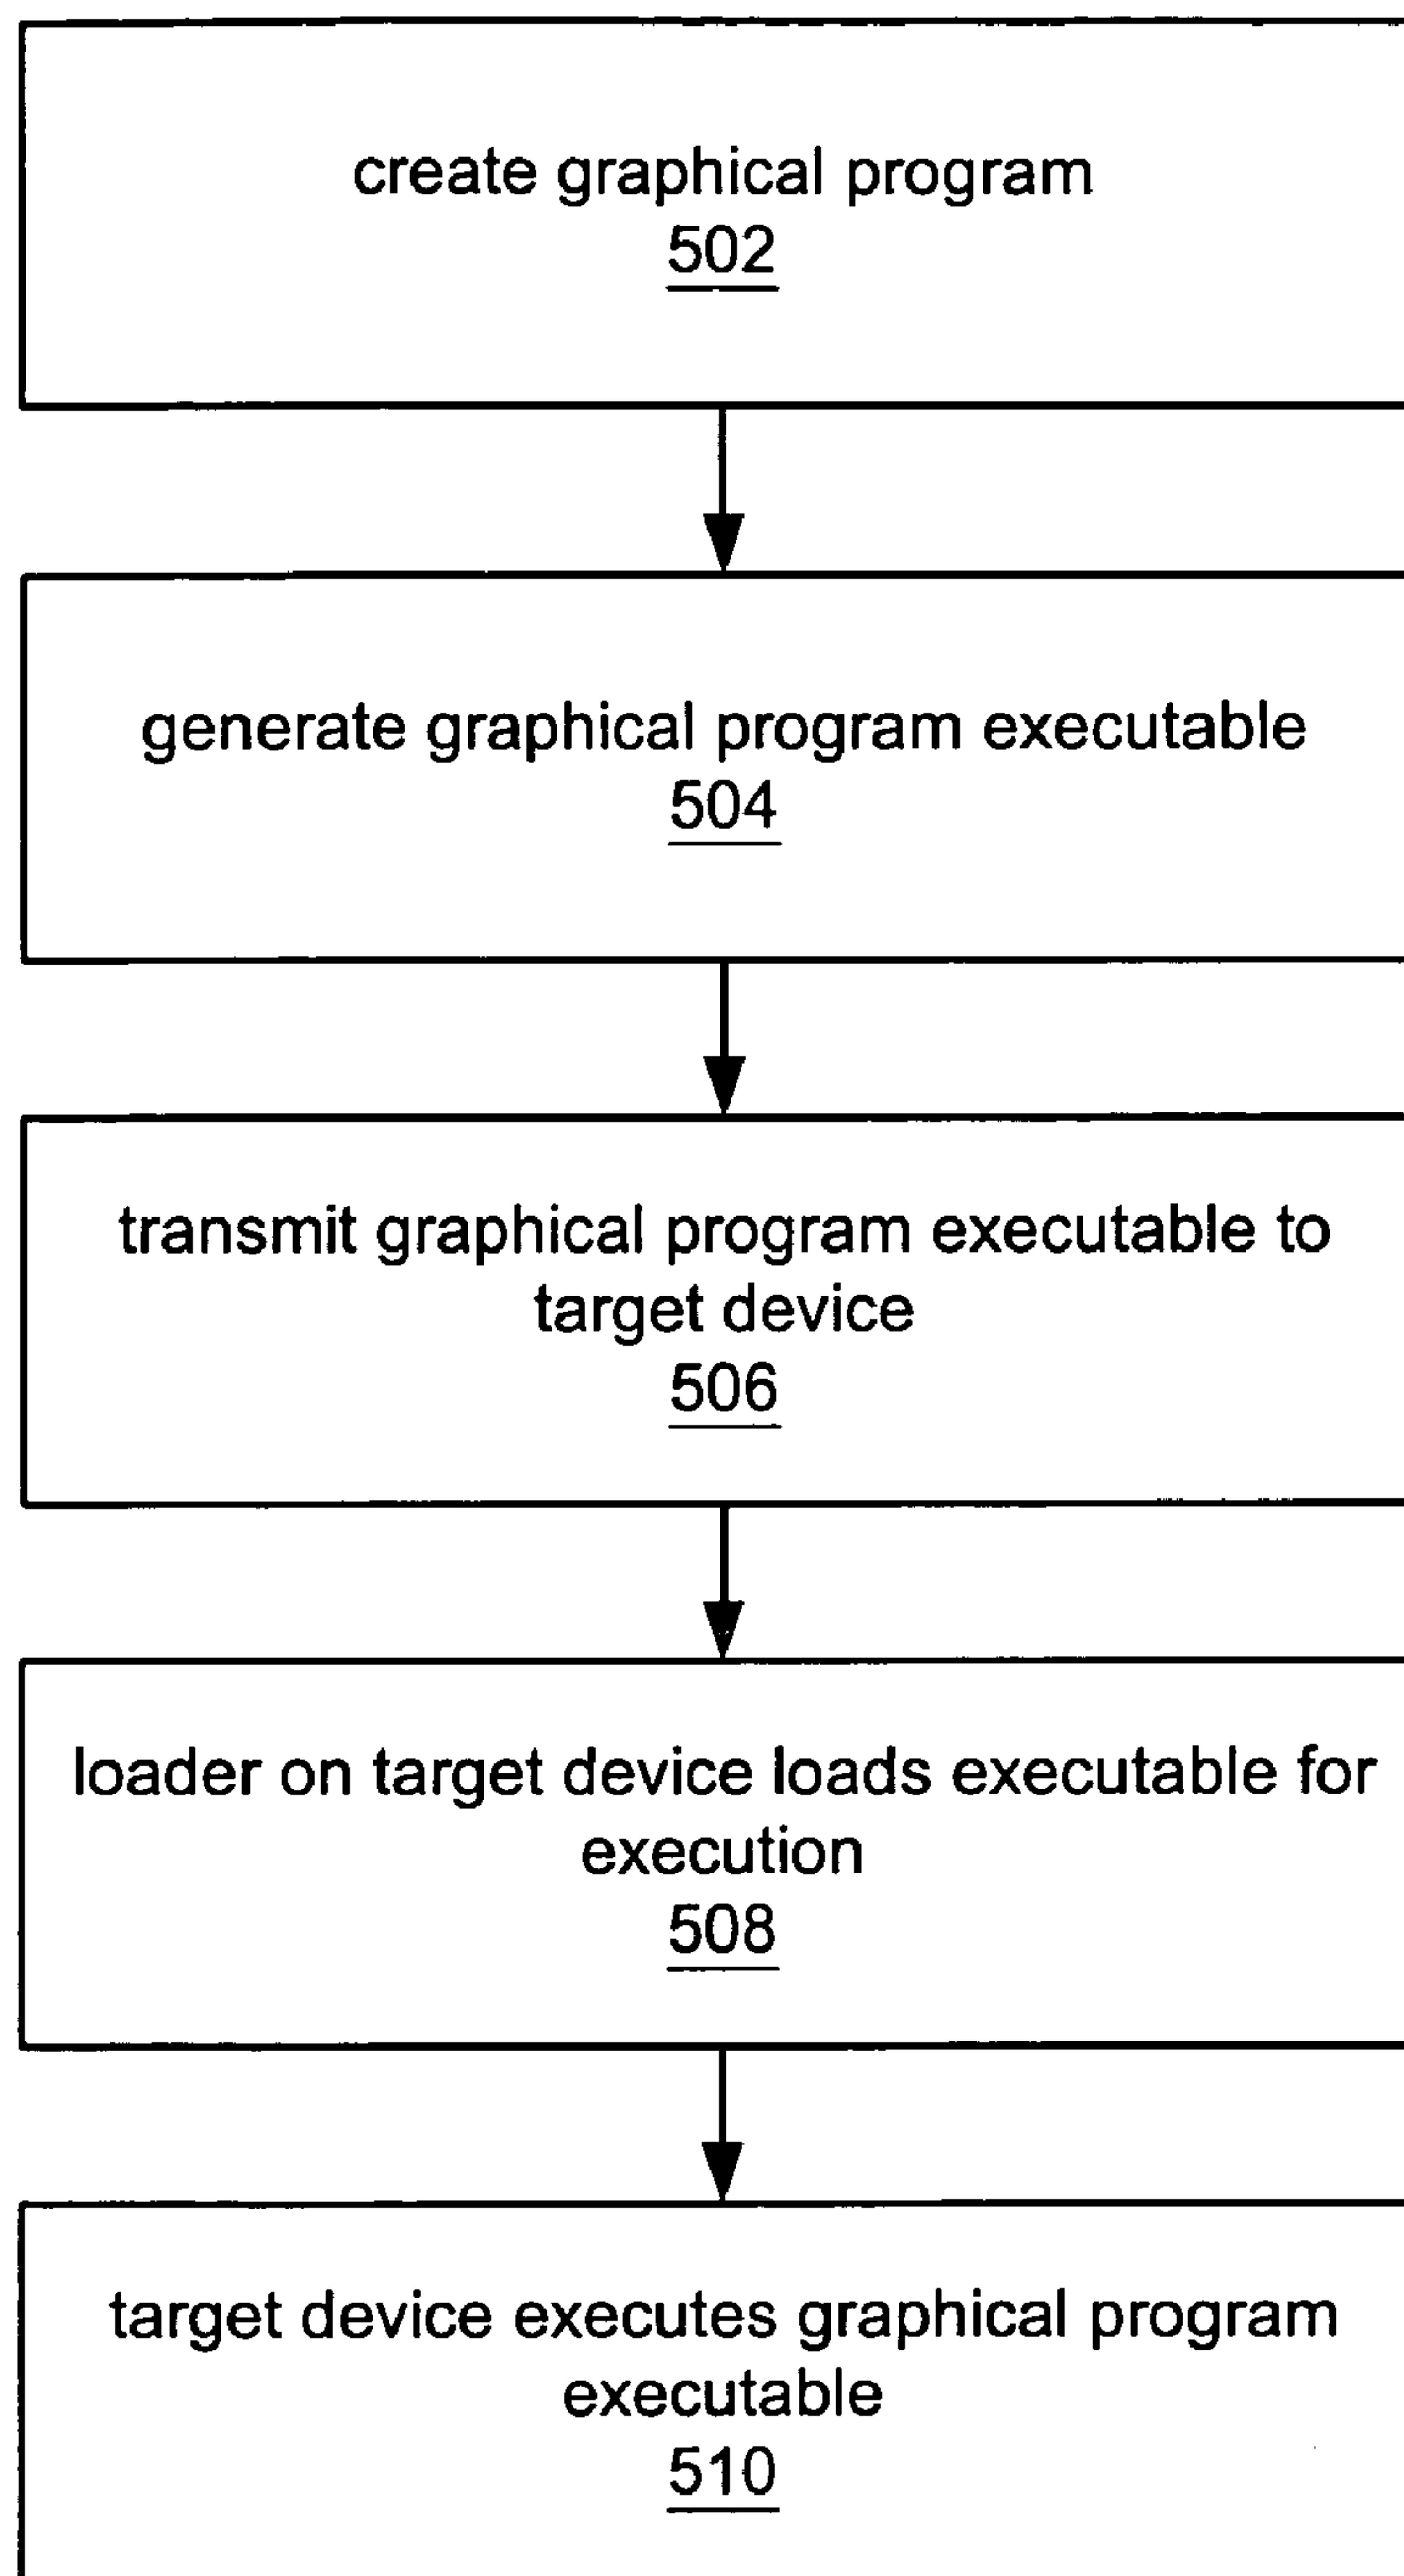 create graphical program
502
generate graphical program executable
504
transmit graphical program executable to
target device
506
loader on target device loads executable for
execution
508
target device executes graphical program
executable
510